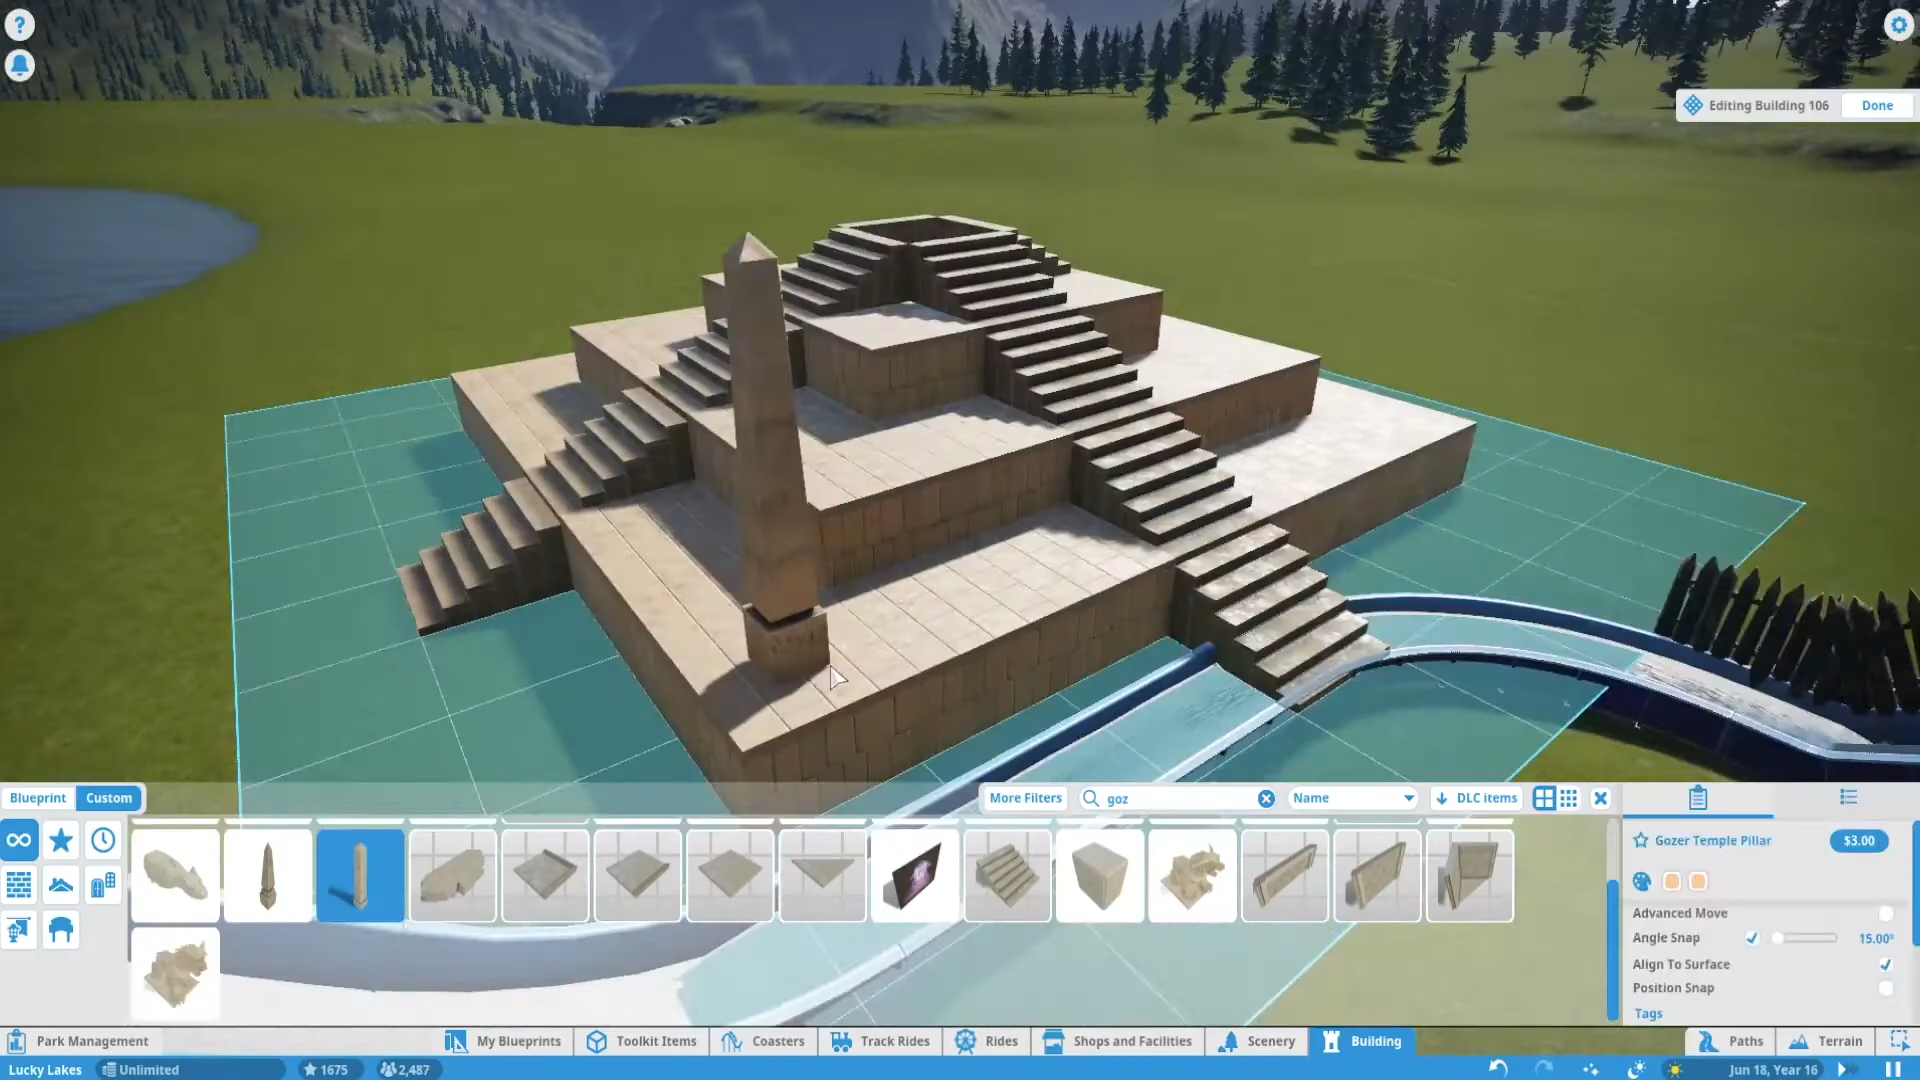 ?
Editing Building 106 Done
Blueprint Custom
More Filters goz Name DLC items
Gozer Temple Pillar $3.00
Advanced Move
Angle Snap 15.00°
Align To Surface
Position Snap
Tags
Park Management My Blueprints Toolkit Items Coasters Track Rides Rides Shops and Facilities Scenery Building Paths Terrain
Lucky Lakes Unlimited 1675 2,487 Jun 18, Year 16